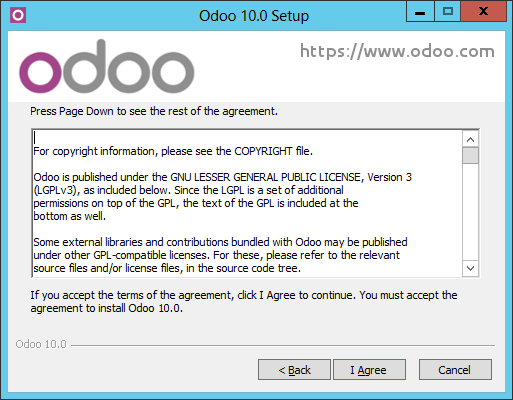 Odoo 10.0 Setup
odoo
https://www.odoo.com
Press Page Down to see the rest of the agreement.
For copyright information, please see the COPYRIGHT file.
Odoo is published under the GNU LESSER GENERAL PUBLIC LICENSE, Version 3
(LGPLv3), as included below. Since the LGPL is a set of additional
permissions on top of the GPL, the text of the GPL is included at the
bottom as well.
Some external libraries and contributions bundled with Odoo may be published
under other GPL-compatible licenses. For these, please refer to the relevant
source files and/or license files, in the source code tree.
If you accept the terms of the agreement, click I Agree to continue. You must accept the
agreement to install Odoo 10.0.
Odoo 10.0
< Back
I Agree
Cancel